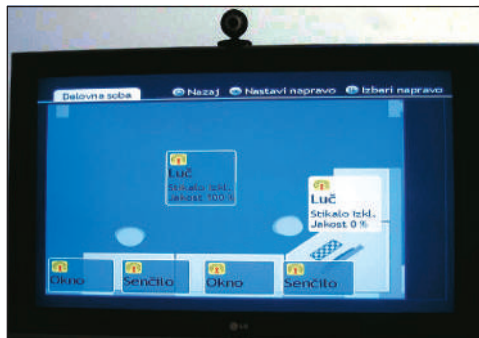 Delovna soba
Nazaj
Nastavi napravo
Izberi napravo
Luč
Stikalo Izkl.
Jakost 100 %
Luč
Stikalo Izkl.
Jakost 0 %
Okno
Senčilo
Okno
Senčilo
LG